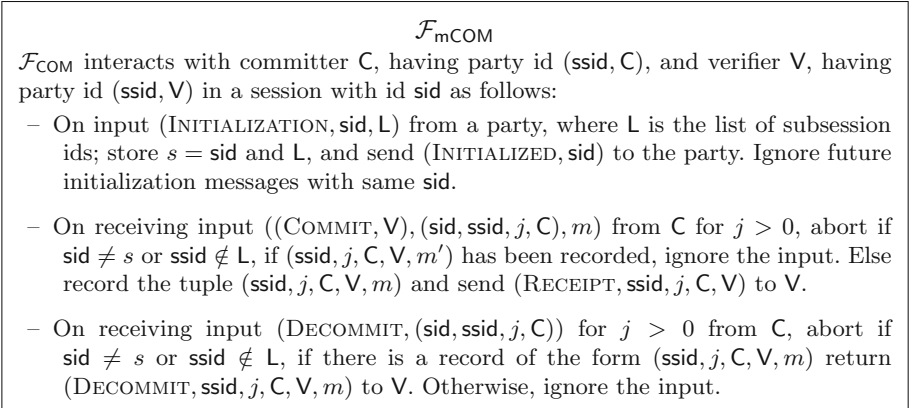 F_mCOM
F_COM interacts with committer C, having party id (ssid, C), and verifier V, having
party id (ssid, V) in a session with id sid as follows:
– On input (INITIALIZATION, sid, L) from a party, where L is the list of subsession
ids; store s = sid and L, and send (INITIALIZED, sid) to the party. Ignore future
initialization messages with same sid.
– On receiving input ((COMMIT, V), (sid, ssid, j, C), m) from C for j > 0, abort if
sid ≠ s or ssid ∉ L, if (ssid, j, C, V, m′) has been recorded, ignore the input. Else
record the tuple (ssid, j, C, V, m) and send (RECEIPT, ssid, j, C, V) to V.
– On receiving input (DECOMMIT, (sid, ssid, j, C)) for j > 0 from C, abort if
sid ≠ s or ssid ∉ L, if there is a record of the form (ssid, j, C, V, m) return
(DECOMMIT, ssid, j, C, V, m) to V. Otherwise, ignore the input.